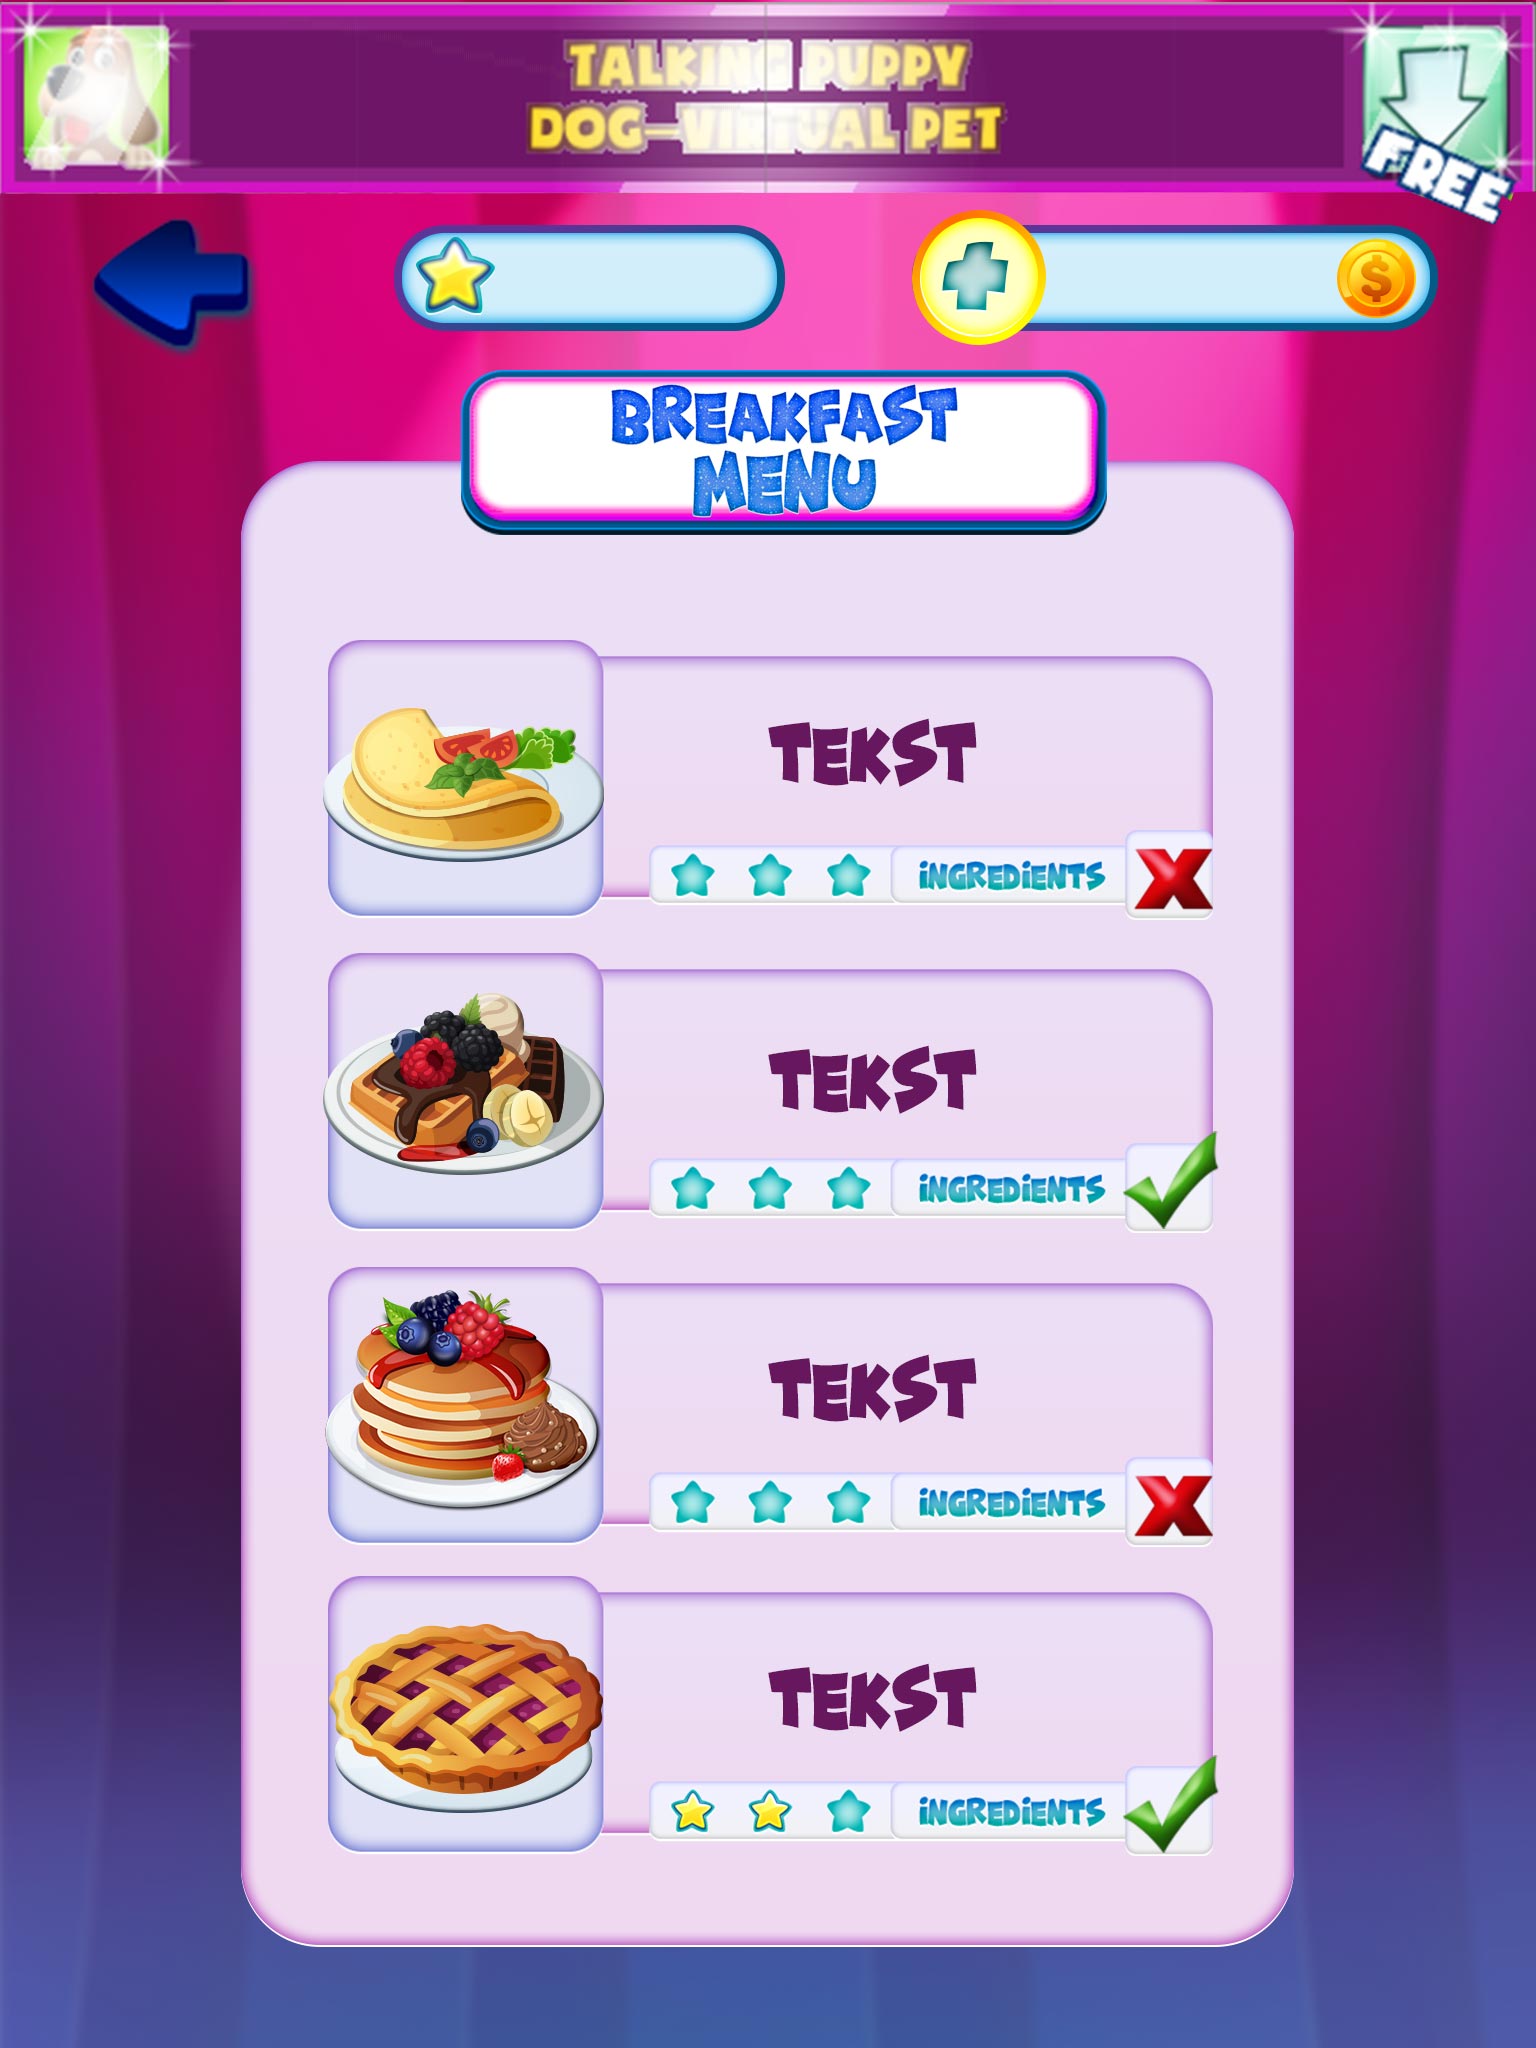 TALKING PUPPY
DOG-VIRTUAL PET
FREE
BREAKFAST
MENU
TEKST
INGREDIENTS
TEKST
INGREDIENTS
TEKST
INGREDIENTS
TEKST
INGREDIENTS